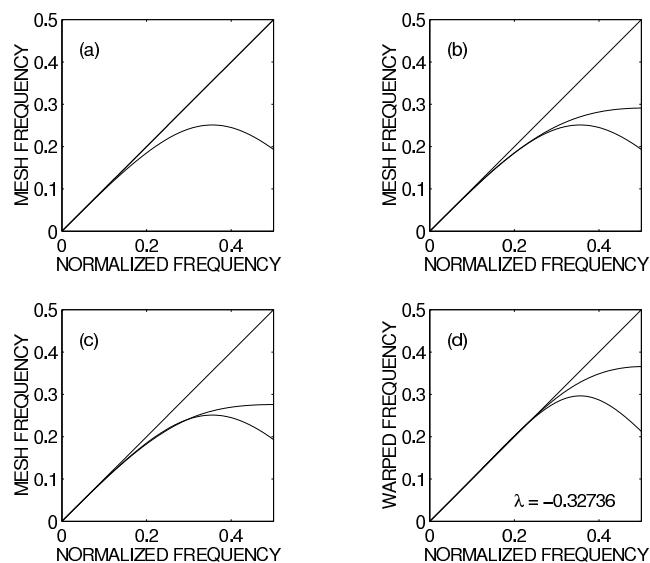 0.5
(a)
0.4
0.3
0.2
0.1
0
MESH FREQUENCY
0 0.2 0.4
NORMALIZED FREQUENCY
0.5
(b)
0.4
0.3
0.2
0.1
0
MESH FREQUENCY
0 0.2 0.4
NORMALIZED FREQUENCY
0.5
(c)
0.4
0.3
0.2
0.1
0
MESH FREQUENCY
0 0.2 0.4
NORMALIZED FREQUENCY
0.5
(d)
0.4
0.3
0.2
0.1
0
WARPED FREQUENCY
λ = −0.32736
0 0.2 0.4
NORMALIZED FREQUENCY